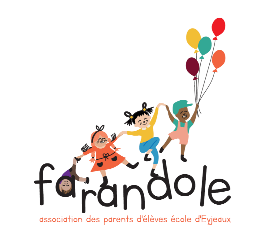 farandole
association des parents d'élèves école d'Eyjeaux